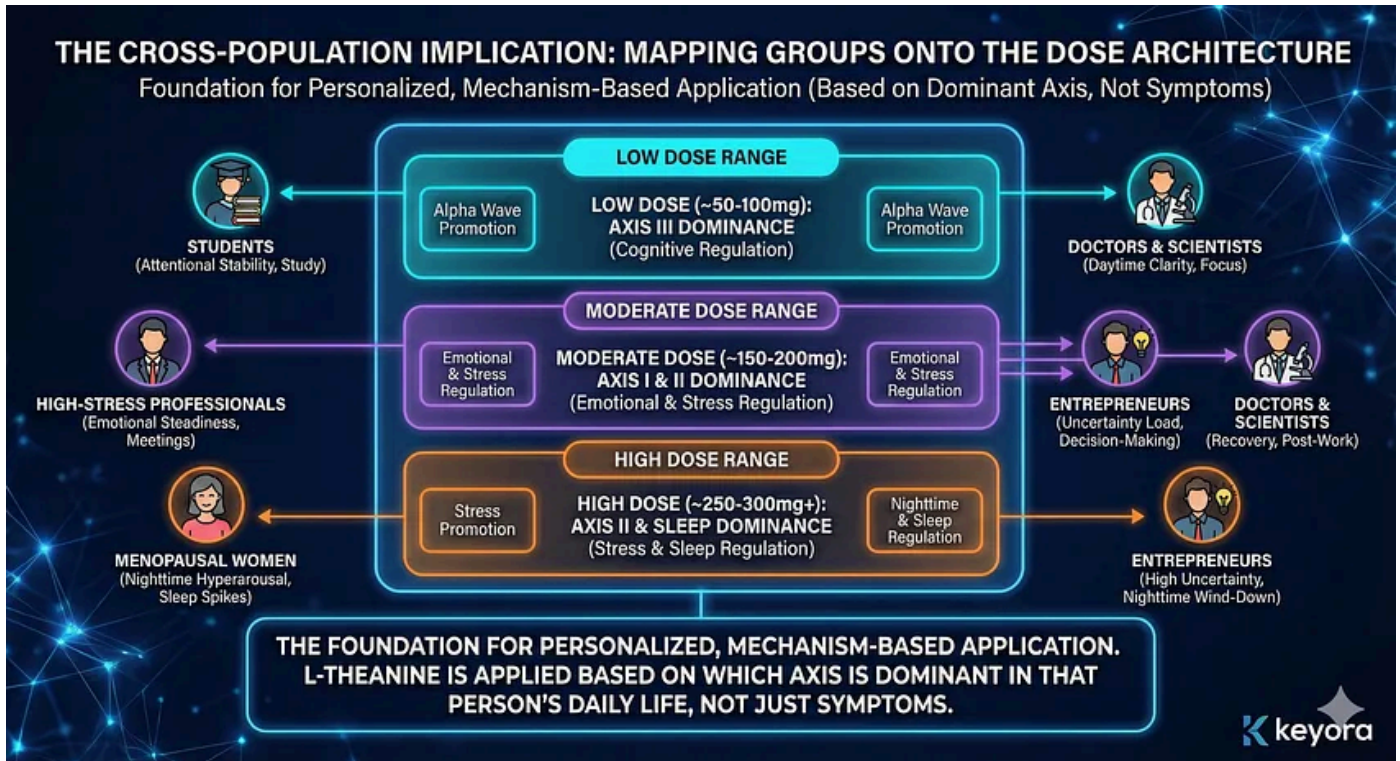 THE CROSS-POPULATION IMPLICATION: MAPPING GROUPS ONTO THE DOSE ARCHITECTURE
Foundation for Personalized, Mechanism-Based Application (Based on Dominant Axis, Not Symptoms)
LOW DOSE RANGE
Alpha Wave
Promotion
LOW DOSE (~50-100mg):
AXIS III DOMINANCE
(Cognitive Regulation)
Alpha Wave
Promotion
STUDENTS
(Attentional Stability, Study)
DOCTORS & SCIENTISTS
(Daytime Clarity, Focus)
MODERATE DOSE RANGE
Emotional
& Stress
Regulation
MODERATE DOSE (~150-200mg):
AXIS I & II DOMINANCE
(Emotional & Stress Regulation)
Emotional
& Stress
Regulation
HIGH-STRESS PROFESSIONALS
(Emotional Steadiness,
Meetings)
ENTREPRENEURS
(Uncertainty Load,
Decision-Making)
DOCTORS &
SCIENTISTS
(Recovery, Post-Work)
HIGH DOSE RANGE
Stress
Promotion
HIGH DOSE (~250-300mg+):
AXIS II & SLEEP DOMINANCE
(Stress & Sleep Regulation)
Nighttime
& Sleep
Regulation
MENOPAUSAL WOMEN
(Nighttime Hyperarousal,
Sleep Spikes)
ENTREPRENEURS
(High Uncertainty,
Nighttime Wind-Down)
THE FOUNDATION FOR PERSONALIZED, MECHANISM-BASED APPLICATION.
L-THEANINE IS APPLIED BASED ON WHICH AXIS IS DOMINANT IN THAT
PERSON'S DAILY LIFE, NOT JUST SYMPTOMS.
keyora